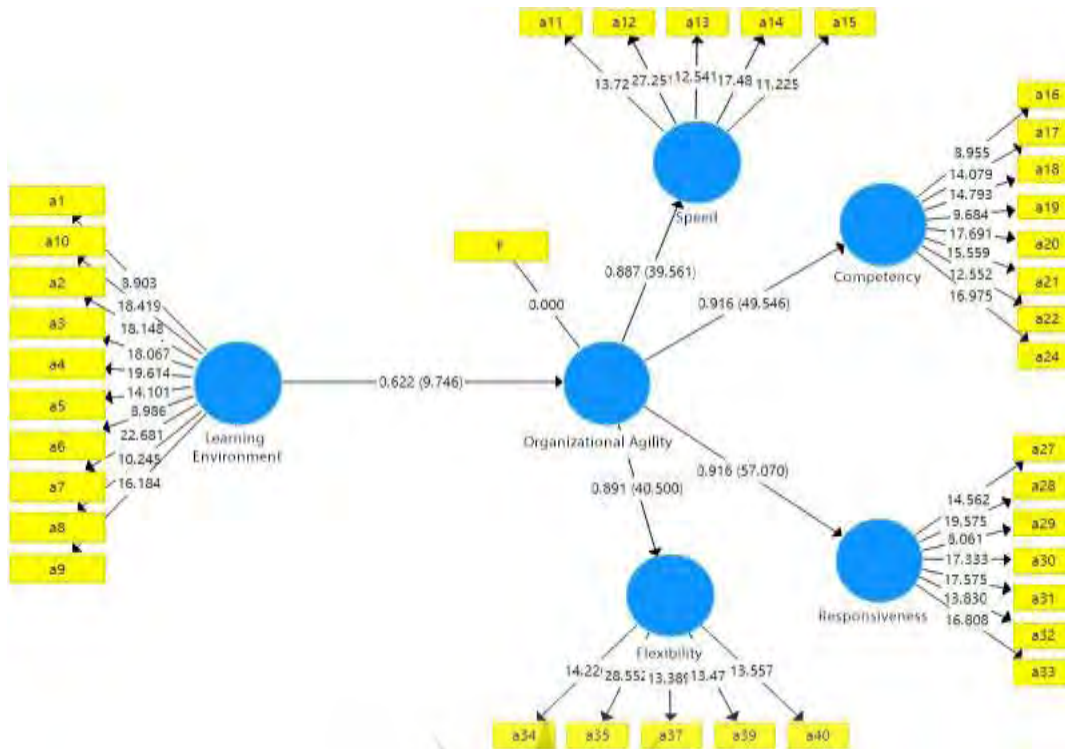 a11
a12
a13
a14
a15
13.72
27.25
12.541
17.48
11.225
Speed
a16
a17
a18
a19
a20
a21
a22
a24
8.955
14.079
14.793
9.684
17.691
15.559
12.552
16.975
Competency
a1
a10
a2
a3
a4
a5
a6
a7
a8
a9
8.903
18.419
18.148
18.067
19.614
14.101
8.986
22.681
10.245
16.184
Learning
Environment
0.622 (9.746)
0.000
0.887 (39.561)
0.916 (49.546)
Organizational Agility
0.891 (40.500)
0.916 (57.070)
a27
a28
a29
a30
a31
a32
a33
14.562
19.575
8.061
17.333
17.575
13.830
16.808
Responsiveness
Flexibility
14.22
28.552
13.389
13.47
13.557
a34
a35
a37
a39
a40